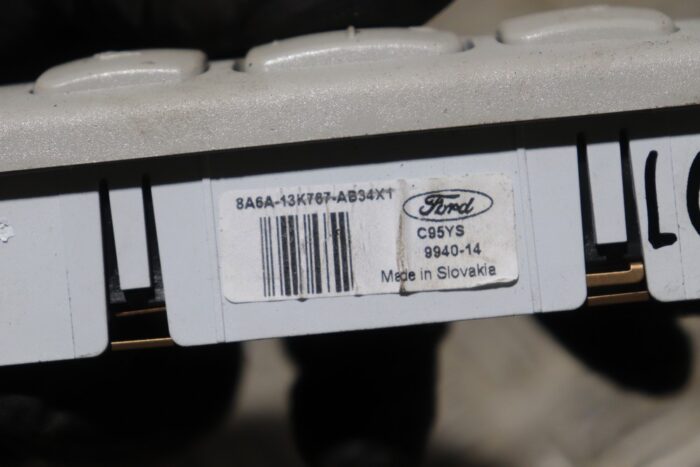 8A6A-13K767-AB34X1
Ford
C95YS
9940-14
Made in Slovakia